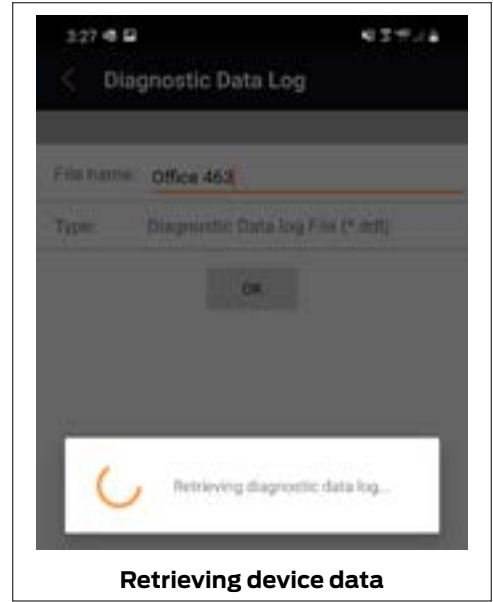 3:27
Diagnostic Data Log
File name: Office 463
Type: Diagnostic Data log File (*.ddl)
OK
Retrieving diagnostic data log...
Retrieving device data